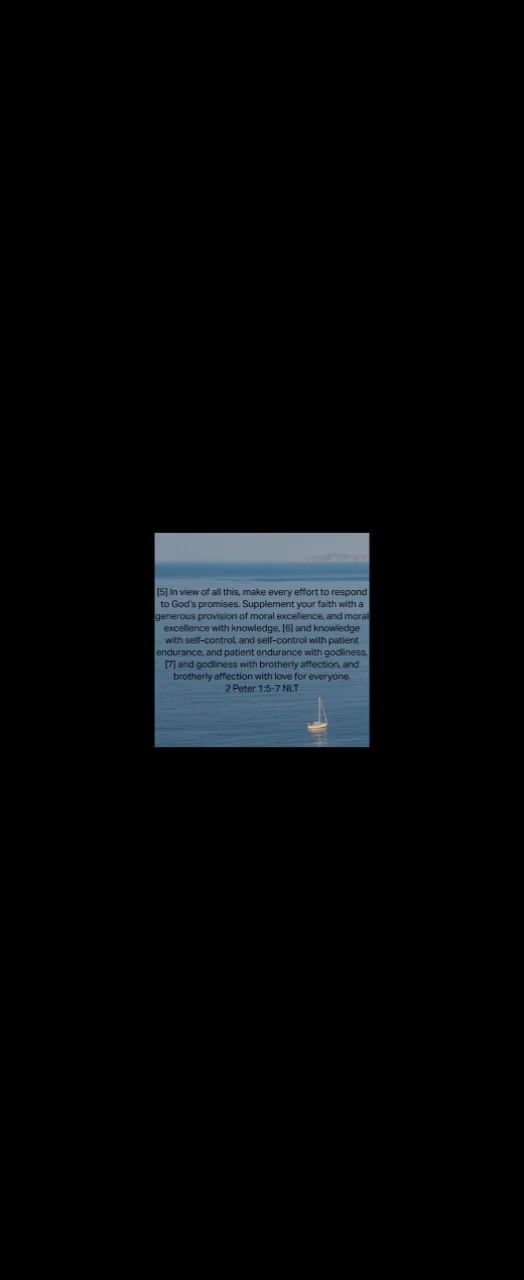 [5] In view of all this, make every effort to respond
to God's promises. Supplement your faith with a
generous provision of moral excellence, and moral
excellence with knowledge, [6] and knowledge
with self-control, and self-control with patient
endurance, and patient endurance with godliness,
[7] and godliness with brotherly affection, and
brotherly affection with love for everyone.
2 Peter 1:5-7 NLT